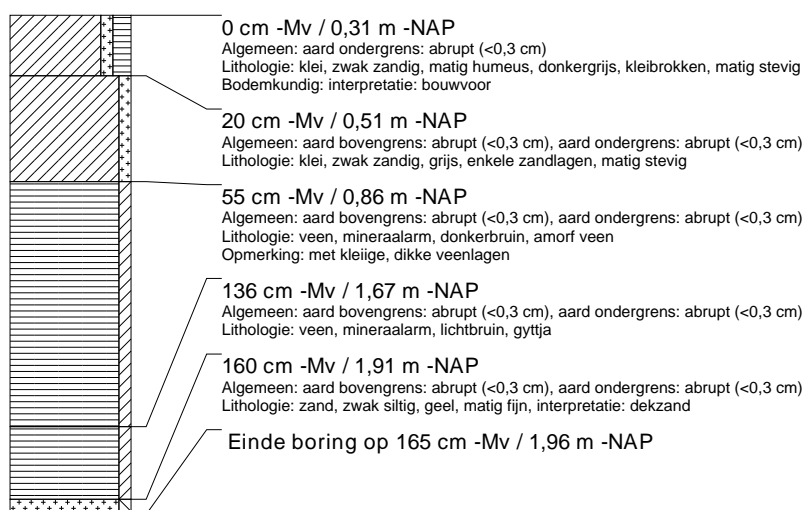 0 cm -Mv / 0,31 m -NAP
Algemeen: aard ondergrens: abrupt (<0,3 cm)
Lithologie: klei, zwak zandig, matig humeus, donkergrijs, kleibrokken, matig stevig
Bodemkundig: interpretatie: bouwvoor
20 cm -Mv / 0,51 m -NAP
Algemeen: aard bovengrens: abrupt (<0,3 cm), aard ondergrens: abrupt (<0,3 cm)
Lithologie: klei, zwak zandig, grijs, enkele zandlagen, matig stevig
55 cm -Mv / 0,86 m -NAP
Algemeen: aard bovengrens: abrupt (<0,3 cm), aard ondergrens: abrupt (<0,3 cm)
Lithologie: veen, mineraalarm, donkerbruin, amorf veen
Opmerking: met kleiige, dikke veenlagen
136 cm -Mv / 1,67 m -NAP
Algemeen: aard bovengrens: abrupt (<0,3 cm), aard ondergrens: abrupt (<0,3 cm)
Lithologie: veen, mineraalarm, lichtbruin, gyttja
160 cm -Mv / 1,91 m -NAP
Algemeen: aard bovengrens: abrupt (<0,3 cm), aard ondergrens: abrupt (<0,3 cm)
Lithologie: zand, zwak siltig, geel, matig fijn, interpretatie: dekzand
Einde boring op 165 cm -Mv / 1,96 m -NAP